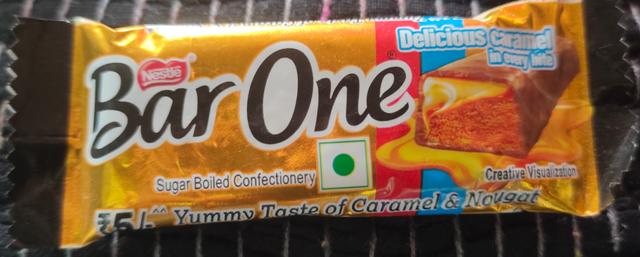 Nestlé
Bar One®
Delicious Caramel
in every bite
Sugar Boiled Confectionery
Creative Visualization
₹5/-^^ Yummy Taste of Caramel & Nougat